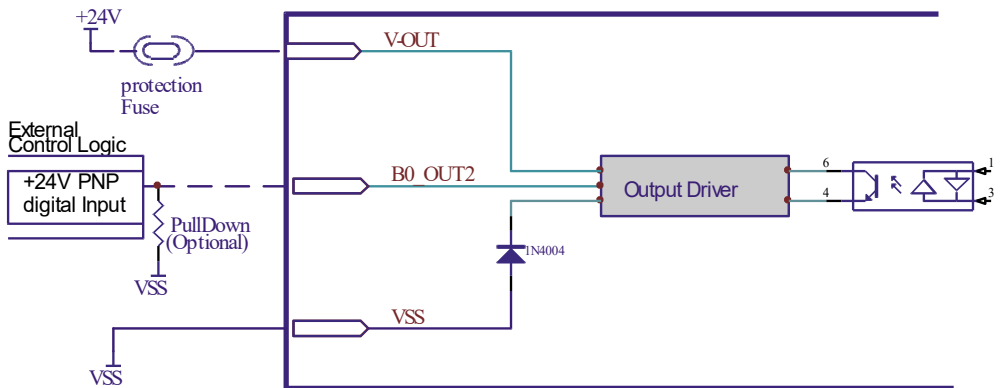 +24V
V-OUT
protection
Fuse
External
Control Logic
+24V PNP
digital Input
B0_OUT2
Output Driver
6
4
1
3
PullDown
(Optional)
1N4004
VSS
VSS
VSS